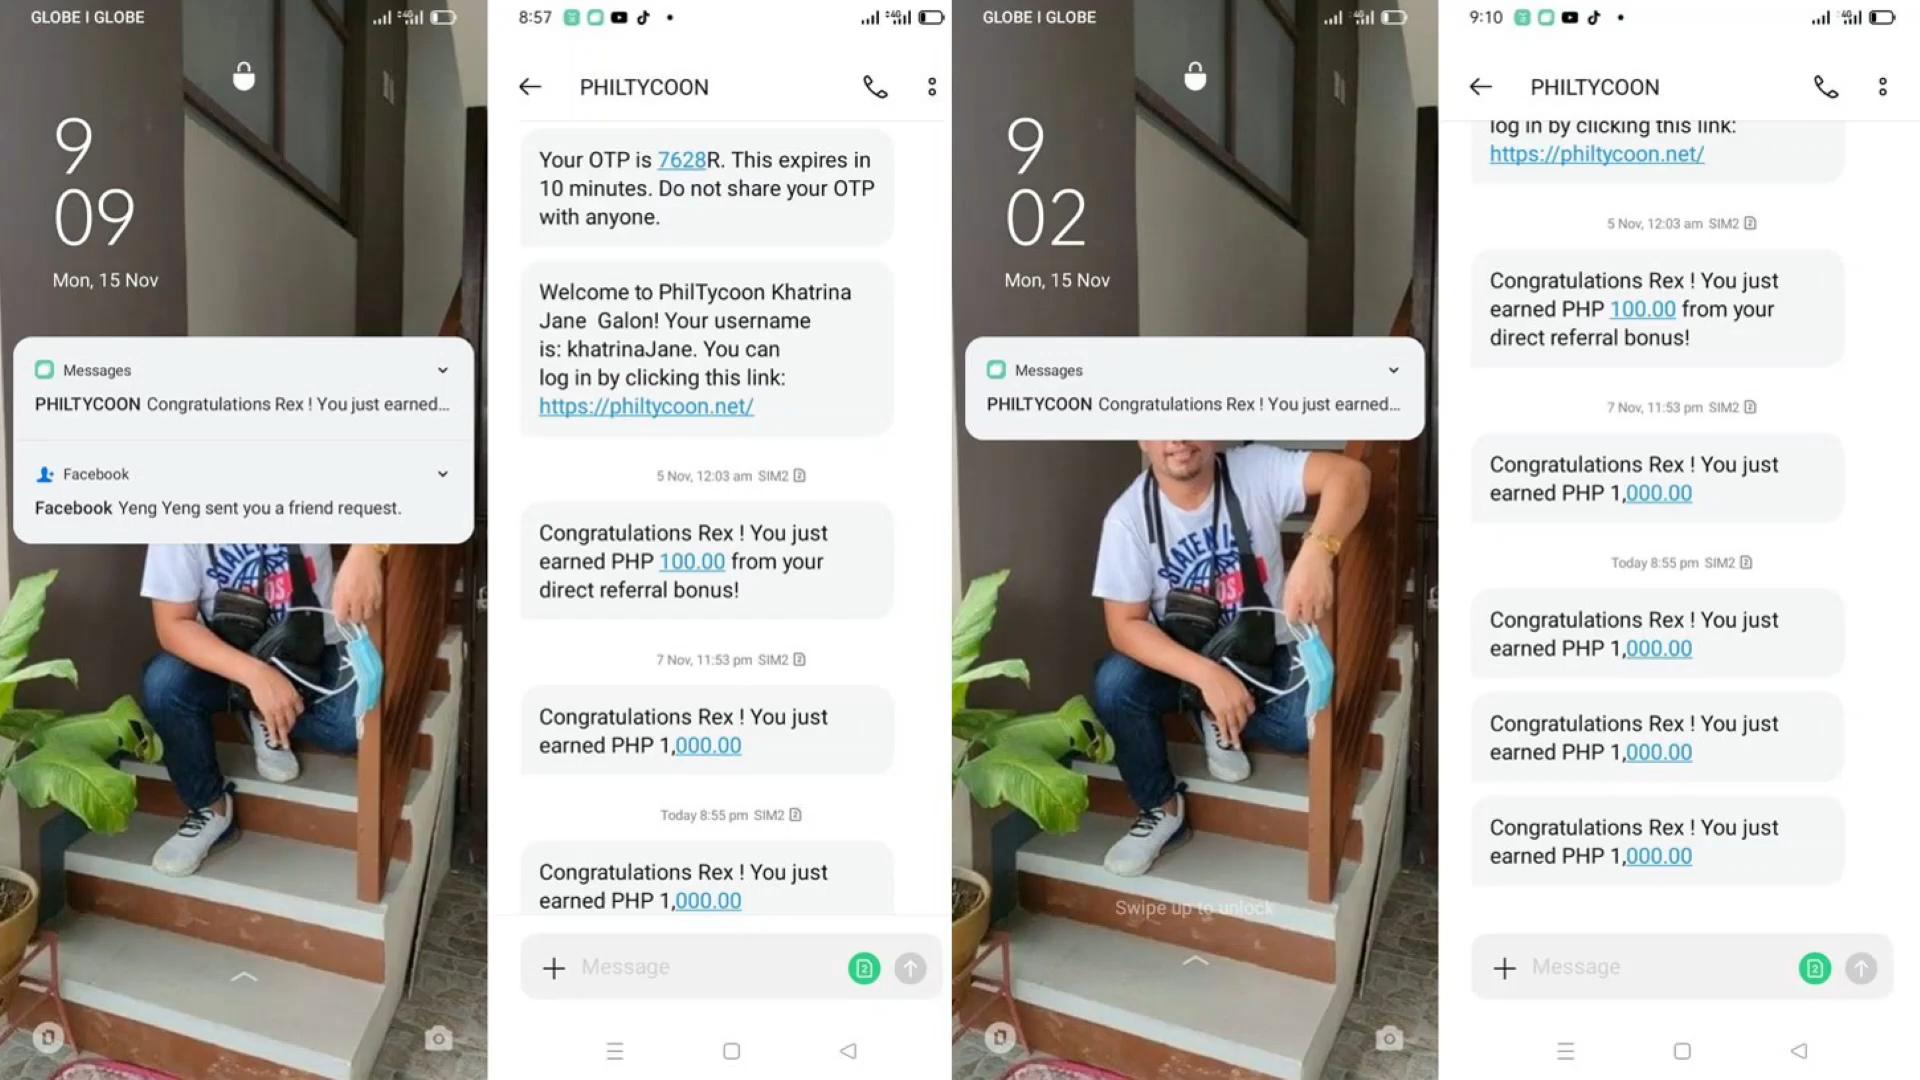 GLOBE I GLOBE
9
09
Mon, 15 Nov
Messages
PHILTYCOON Congratulations Rex ! You just earned...
Facebook
Facebook Yeng Yeng sent you a friend request.
8:57
PHILTYCOON
Your OTP is 7628R. This expires in
10 minutes. Do not share your OTP
with anyone.
Welcome to PhilTycoon Khatrina
Jane Galon! Your username
is: khatrinaJane. You can
log in by clicking this link:
https://philtycoon.net/
5 Nov, 12:03 am SIM2 2
Congratulations Rex ! You just
earned PHP 100.00 from your
direct referral bonus!
7 Nov, 11:53 pm SIM2 2
Congratulations Rex ! You just
earned PHP 1,000.00
Today 8:55 pm SIM2 2
Congratulations Rex ! You just
earned PHP 1,000.00
Message
2
GLOBE I GLOBE
9
02
Mon, 15 Nov
Messages
PHILTYCOON Congratulations Rex ! You just earned...
STATEN
Swipe up to unlock
9:10
PHILTYCOON
log in by clicking this link:
https://philtycoon.net/
5 Nov, 12:03 am SIM2 2
Congratulations Rex ! You just
earned PHP 100.00 from your
direct referral bonus!
7 Nov, 11:53 pm SIM2 2
Congratulations Rex ! You just
earned PHP 1,000.00
Today 8:55 pm SIM2 2
Congratulations Rex ! You just
earned PHP 1,000.00
Congratulations Rex ! You just
earned PHP 1,000.00
Congratulations Rex ! You just
earned PHP 1,000.00
Message
2